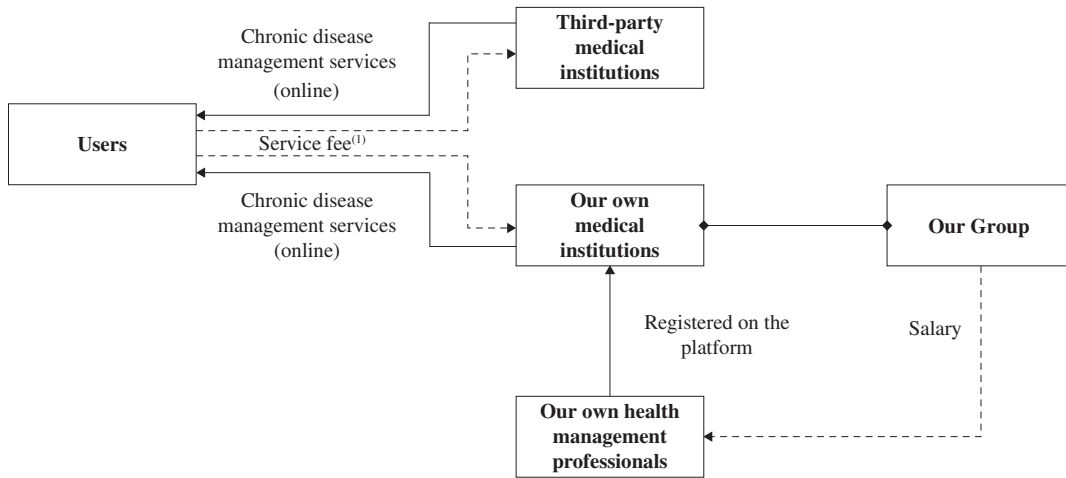 Chronic disease
management services
(online)
Third-party
medical
institutions
Users
Service fee(1)
Chronic disease
management services
(online)
Our own
medical
institutions
Our Group
Registered on the
platform
Salary
Our own health
management
professionals